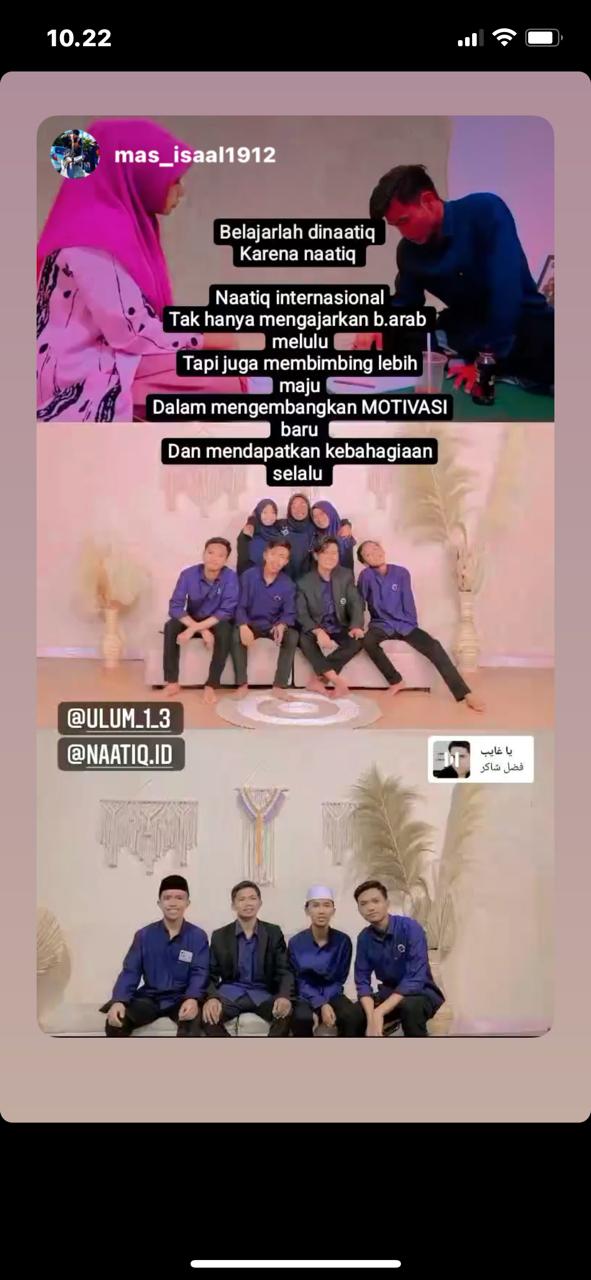 10.22
mas_isaal1912
Belajarlah dinaatiq
Karena naatiq
Naatiq internasional
Tak hanya mengajarkan b.arab
melulu
Tapi juga membimbing lebih
maju
Dalam mengembangkan MOTIVASI
baru
Dan mendapatkan kebahagiaan
selalu
@ULUM_1_3
@NAATIQ.ID
يا غايب
فضل شاكر